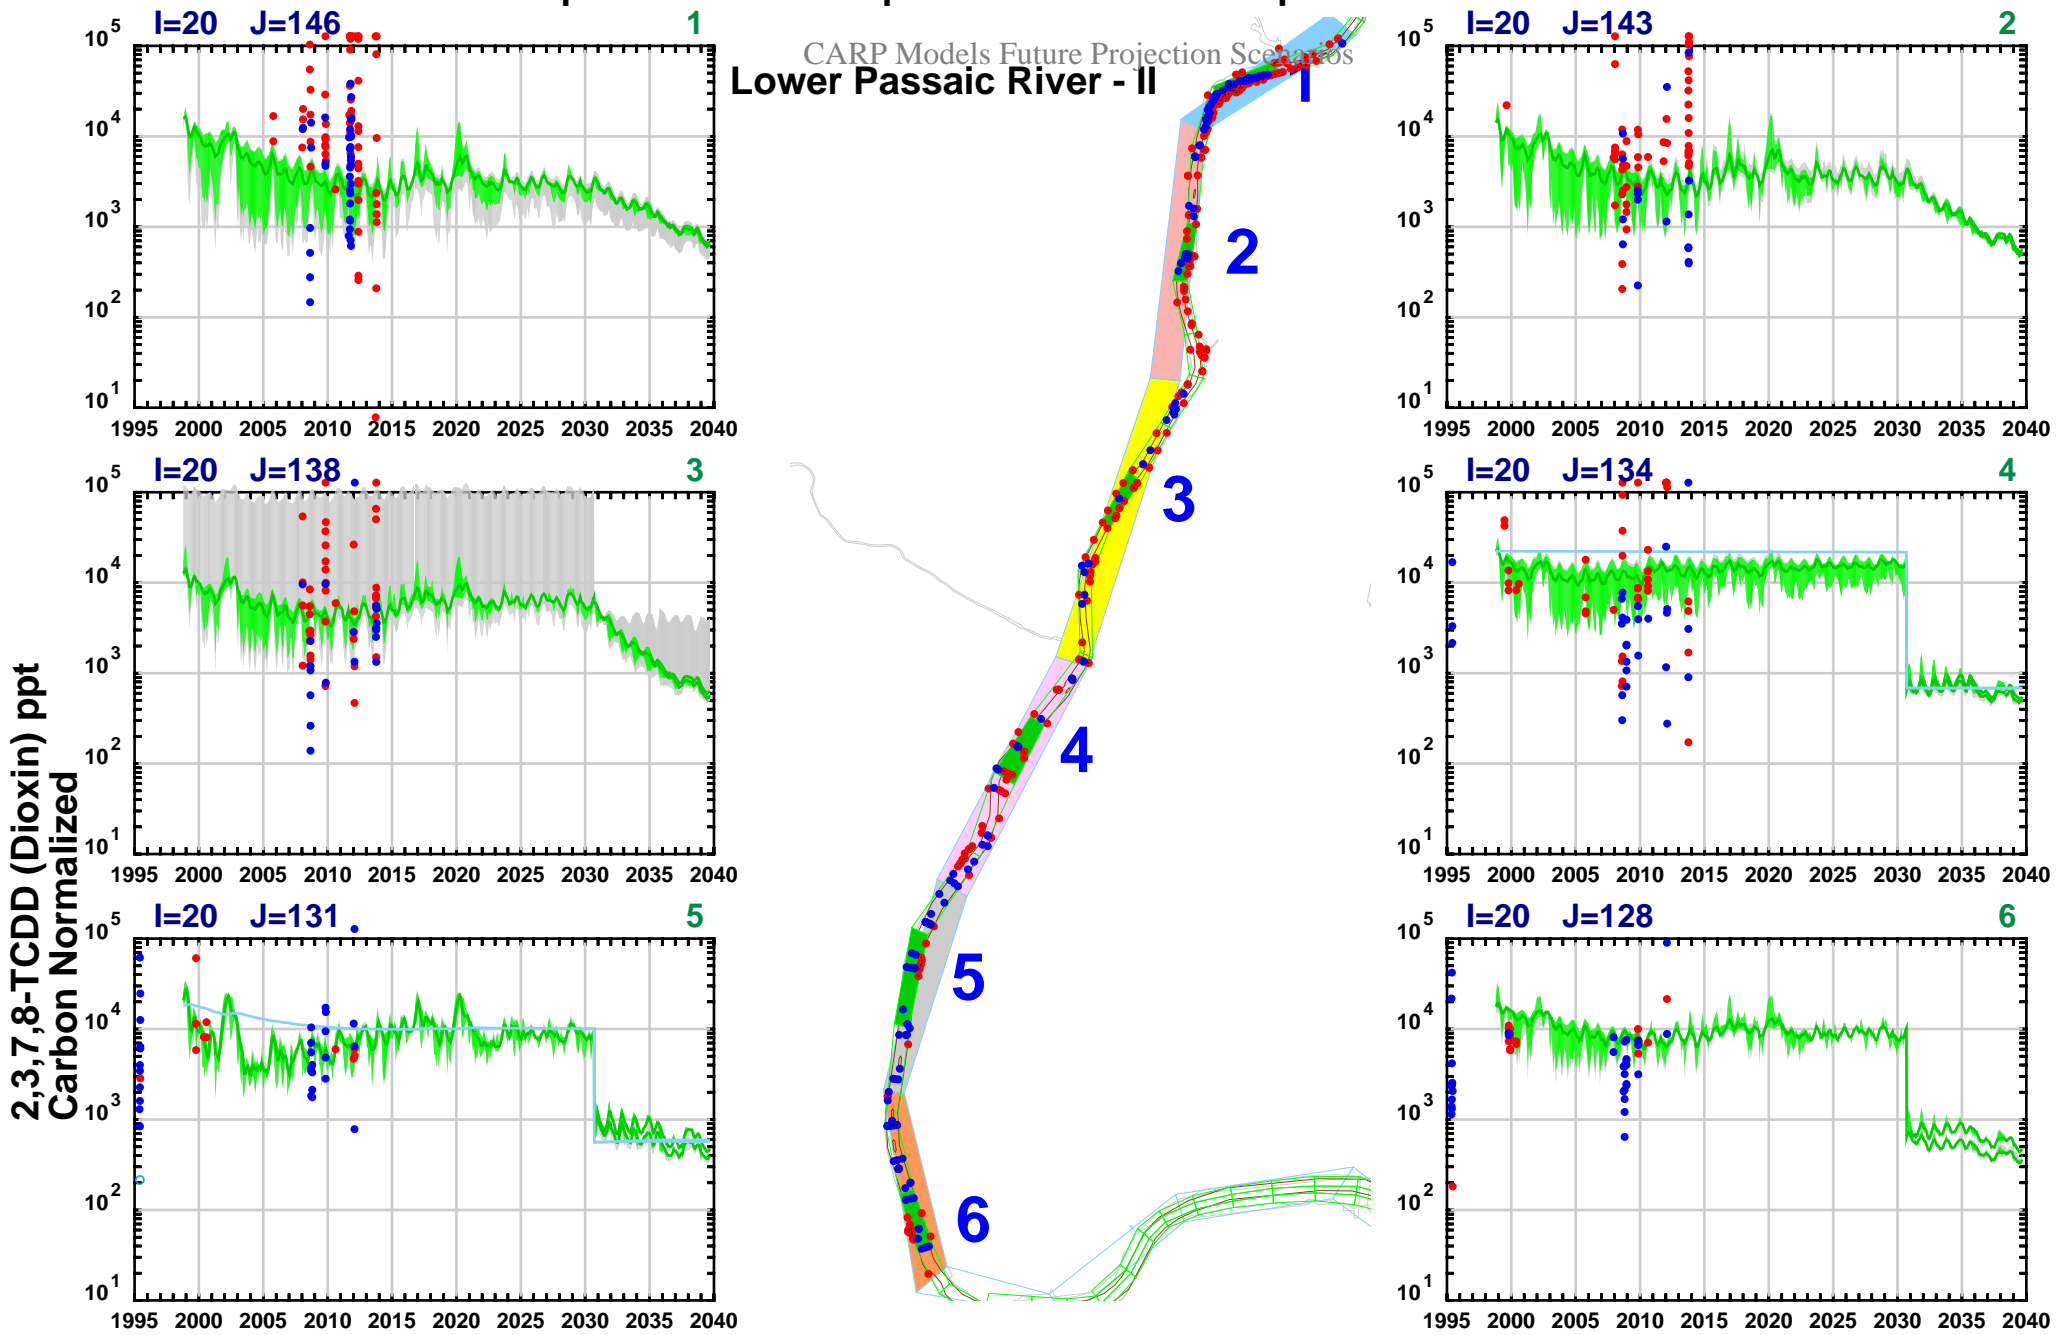 CARP Models Future Projection Scenarios
Lower Passaic River - II
2,3,7,8-TCDD (Dioxin) ppt
Carbon Normalized
I=20 J=146 1
10^5
10^4
10^3
10^2
10^1
1995 2000 2005 2010 2015 2020 2025 2030 2035 2040
I=20 J=143 2
10^5
10^4
10^3
10^2
10^1
1995 2000 2005 2010 2015 2020 2025 2030 2035 2040
I=20 J=138 3
10^5
10^4
10^3
10^2
10^1
1995 2000 2005 2010 2015 2020 2025 2030 2035 2040
I=20 J=134 4
10^5
10^4
10^3
10^2
10^1
1995 2000 2005 2010 2015 2020 2025 2030 2035 2040
I=20 J=131 5
10^5
10^4
10^3
10^2
10^1
1995 2000 2005 2010 2015 2020 2025 2030 2035 2040
I=20 J=128 6
10^5
10^4
10^3
10^2
10^1
1995 2000 2005 2010 2015 2020 2025 2030 2035 2040
1
2
3
4
5
6